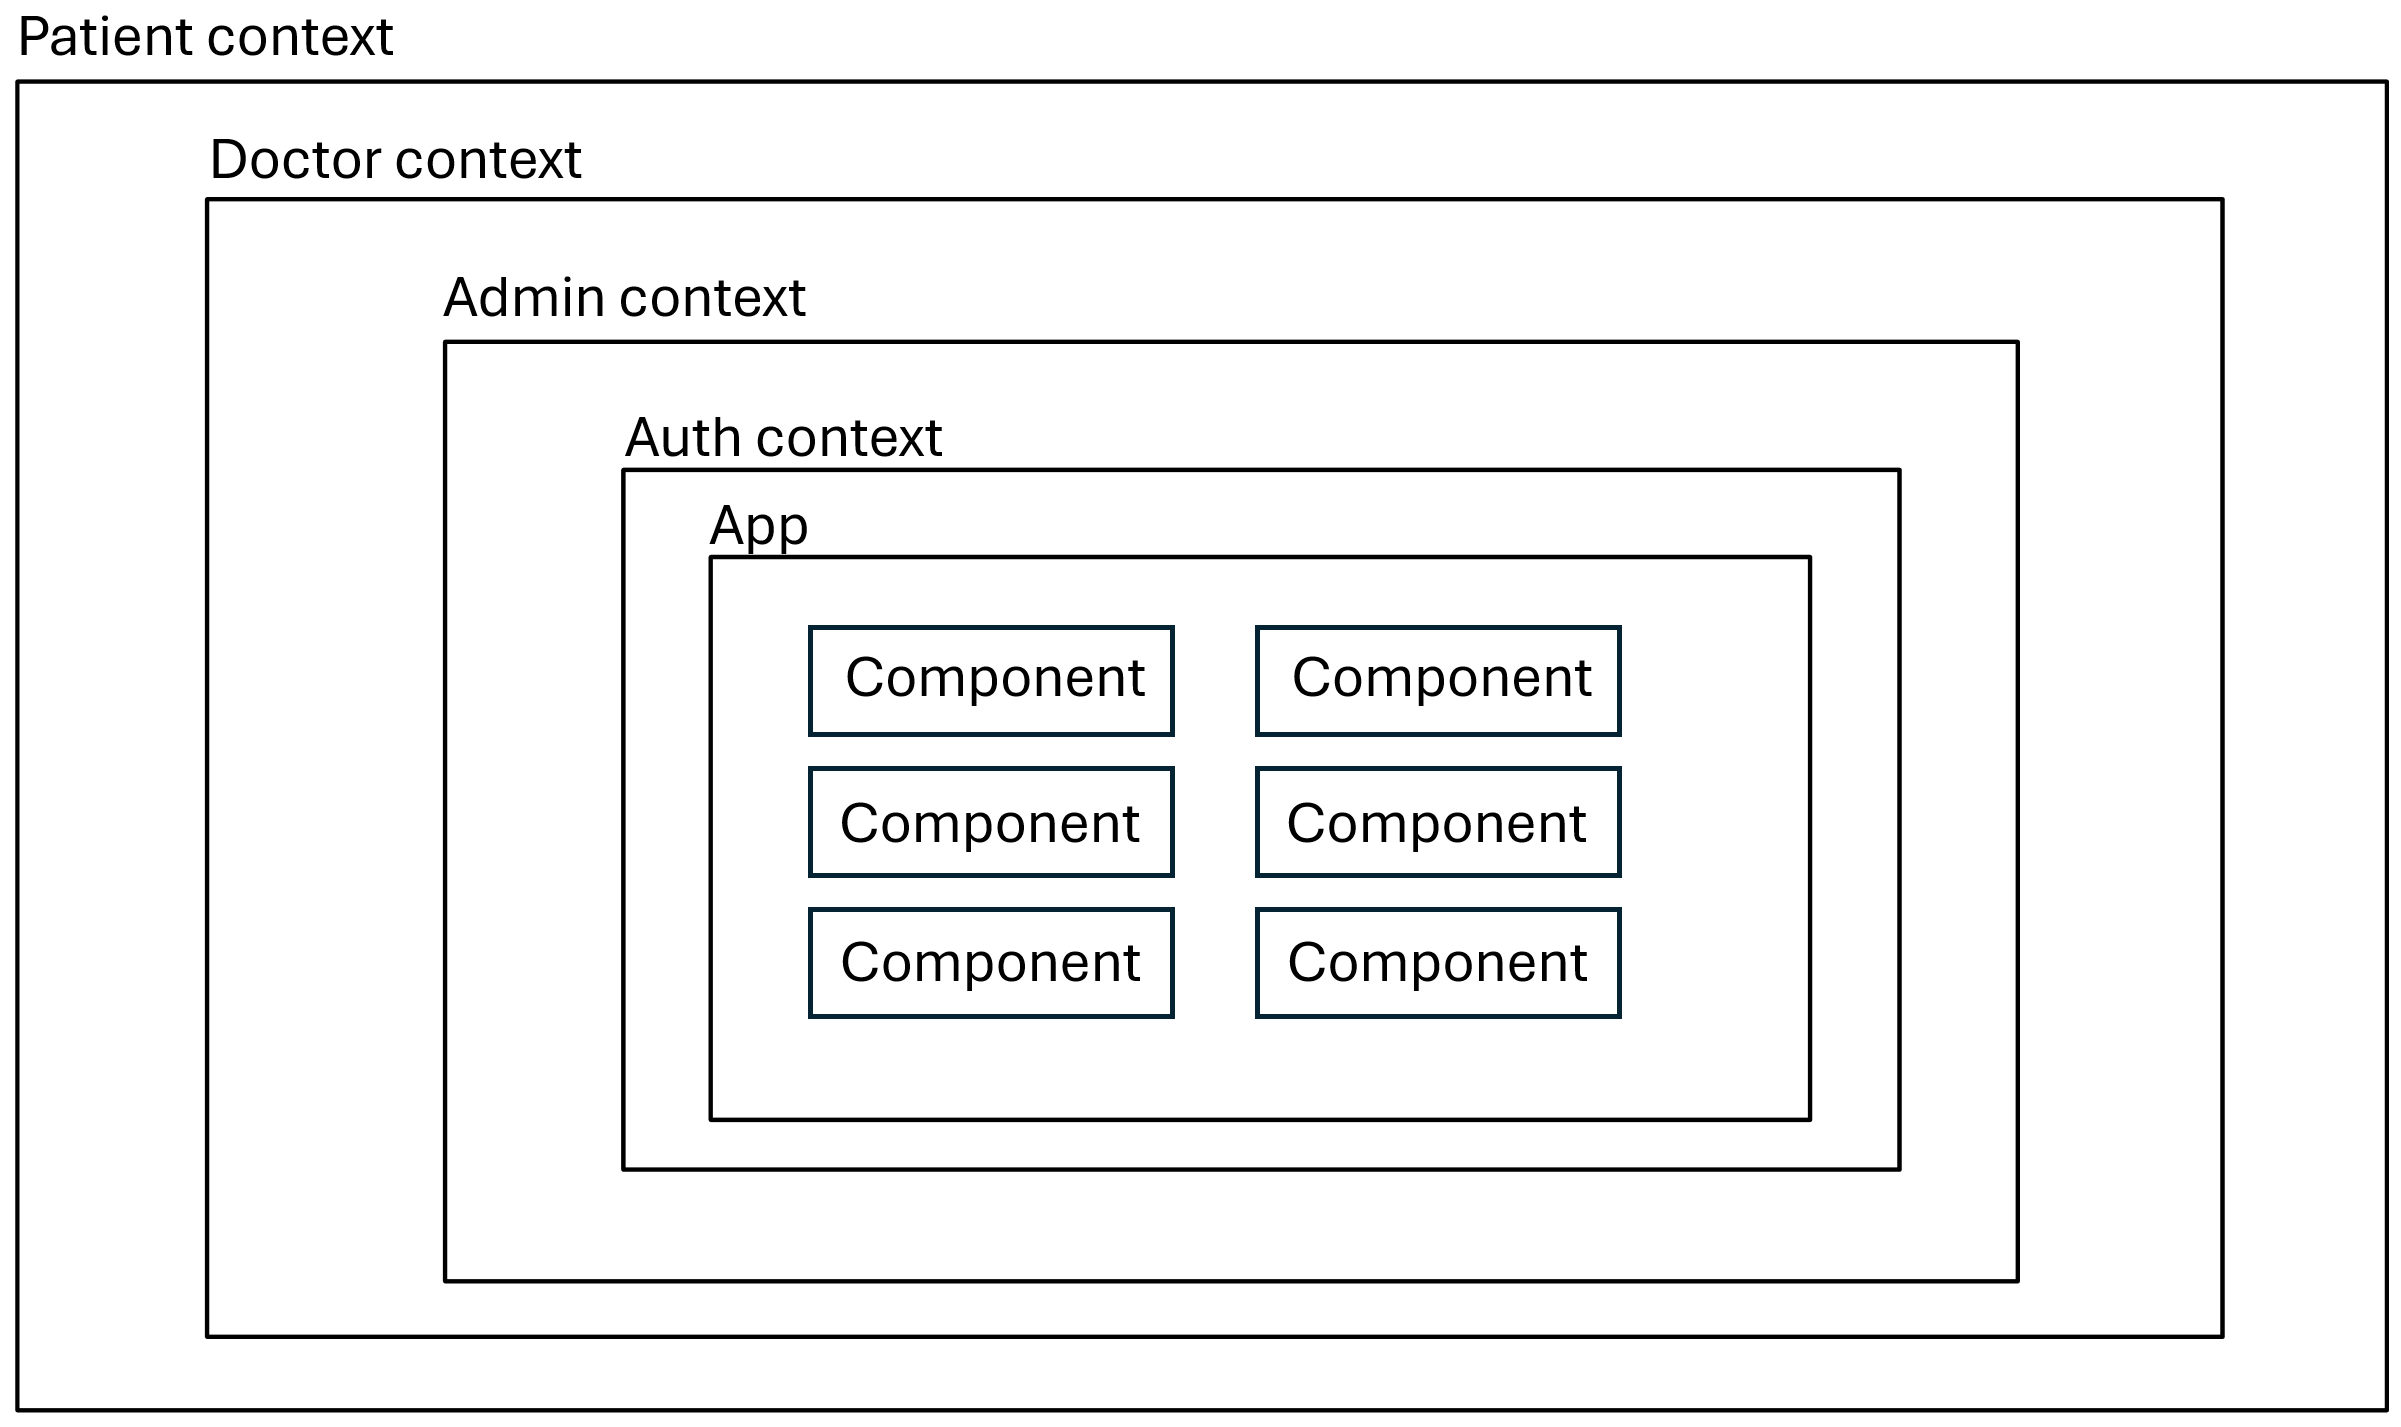 Patient context
Doctor context
Admin context
Auth context
App
Component Component
Component Component
Component Component